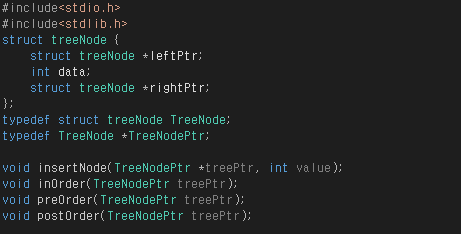 #include<stdio.h>
#include<stdlib.h>
struct treeNode {
    struct treeNode *leftPtr;
    int data;
    struct treeNode *rightPtr;
};
typedef struct treeNode TreeNode;
typedef TreeNode *TreeNodePtr;

void insertNode(TreeNodePtr *treePtr, int value);
void inOrder(TreeNodePtr treePtr);
void preOrder(TreeNodePtr treePtr);
void postOrder(TreeNodePtr treePtr);